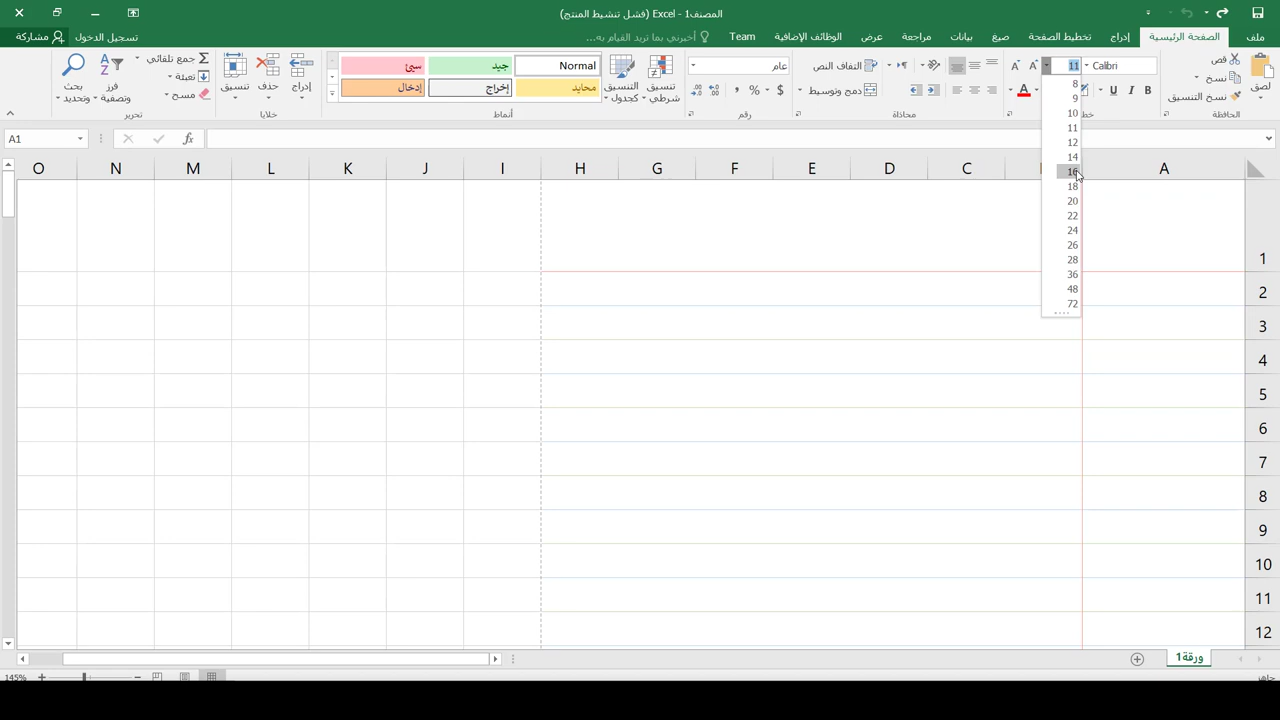 المصنف1 - Excel (فشل تنشيط المنتج)
ملف الصفحة الرئيسية إدراج تخطيط الصفحة صيغ بيانات مراجعة عرض الوظائف الإضافية Team أخبرني بما تريد القيام به... تسجيل الدخول مشاركة
لصق
قص
نسخ
نسخ التنسيق
الحافظة
Calibri 11
B I U A
خط
التفاف النص
دمج وتوسيط
محاذاة
عام
$ % ,
رقم
التنسيق الشرطي
التنسيق كجدول
Normal جيد سيئ
محايد إخراج إدخال
أنماط
إدراج
حذف
تنسيق
خلايا
جمع تلقائي
تعبئة
مسح
فرز وتصفية
بحث وتحديد
تحرير
8
9
10
11
12
14
16
18
20
22
24
26
28
36
48
72
A1
fx
A C D E F G H I J K L M N O
1
2
3
4
5
6
7
8
9
10
11
12
ورقة1
جاهز
145%